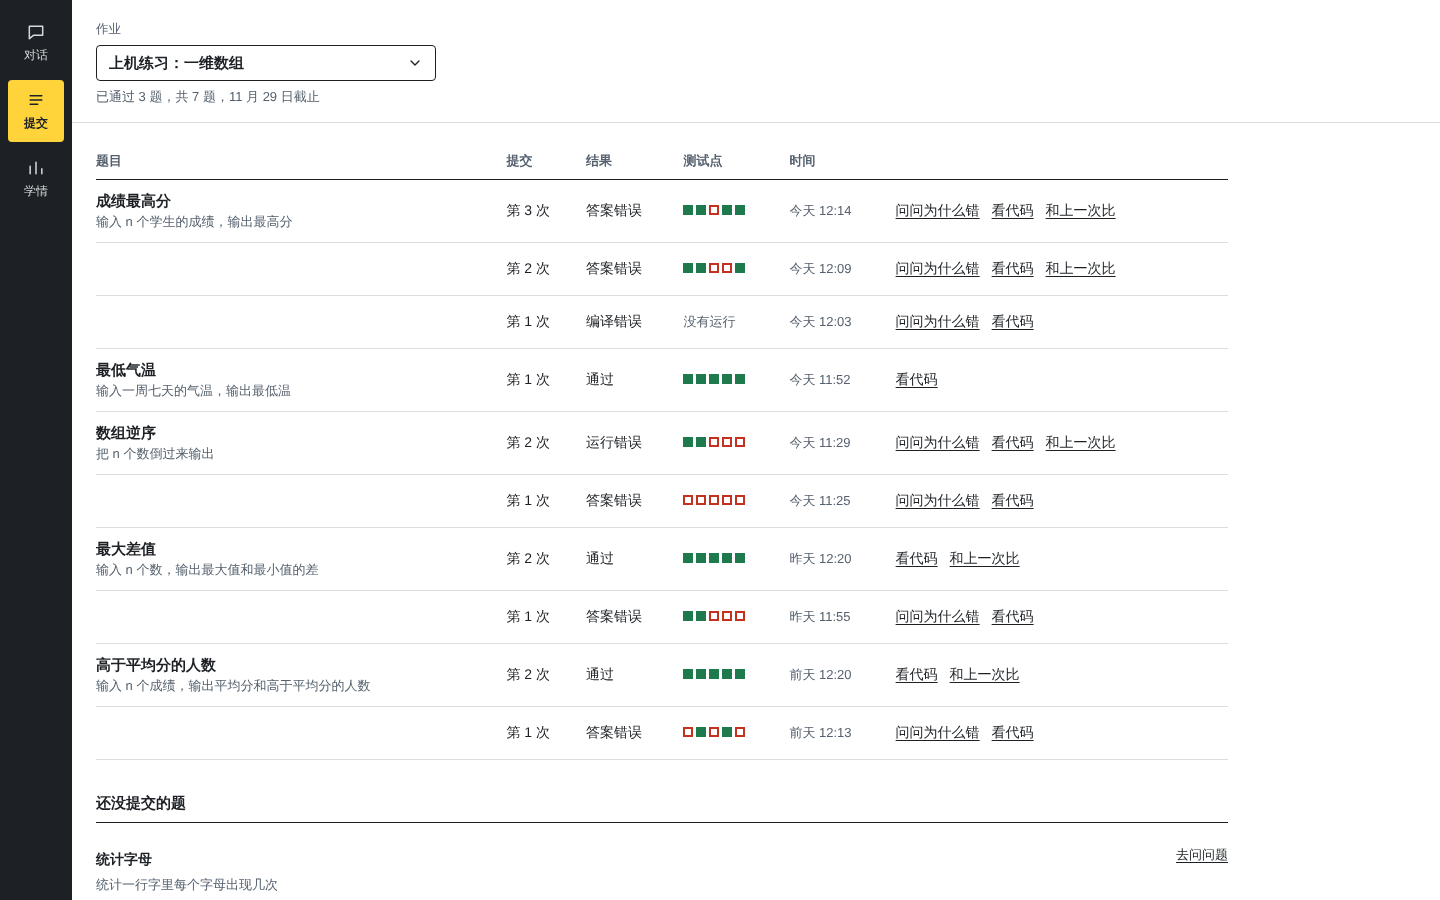 对话
提交
学情
作业
上机练习：一维数组
已通过 3 题，共 7 题，11 月 29 日截止
题目 提交 结果 测试点 时间
成绩最高分
输入 n 个学生的成绩，输出最高分
第 3 次 答案错误 今天 12:14 问问为什么错 看代码 和上一次比
第 2 次 答案错误 今天 12:09 问问为什么错 看代码 和上一次比
第 1 次 编译错误 没有运行 今天 12:03 问问为什么错 看代码
最低气温
输入一周七天的气温，输出最低温
第 1 次 通过 今天 11:52 看代码
数组逆序
把 n 个数倒过来输出
第 2 次 运行错误 今天 11:29 问问为什么错 看代码 和上一次比
第 1 次 答案错误 今天 11:25 问问为什么错 看代码
最大差值
输入 n 个数，输出最大值和最小值的差
第 2 次 通过 昨天 12:20 看代码 和上一次比
第 1 次 答案错误 昨天 11:55 问问为什么错 看代码
高于平均分的人数
输入 n 个成绩，输出平均分和高于平均分的人数
第 2 次 通过 前天 12:20 看代码 和上一次比
第 1 次 答案错误 前天 12:13 问问为什么错 看代码
还没提交的题
统计字母 去问问题
统计一行字里每个字母出现几次